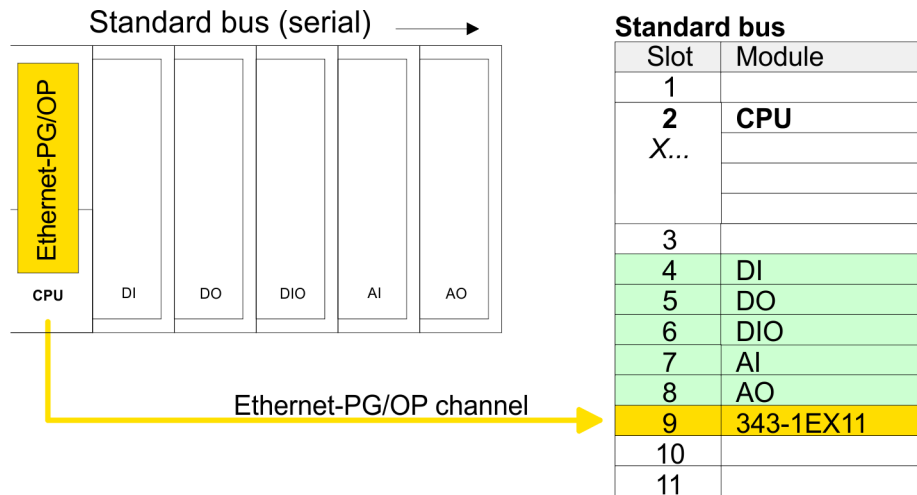 Standard bus (serial)
Ethernet-PG/OP
CPU
DI
DO
DIO
AI
AO
Ethernet-PG/OP channel
Standard bus
Slot Module
1
2 CPU
X...
3
4 DI
5 DO
6 DIO
7 AI
8 AO
9 343-1EX11
10
11